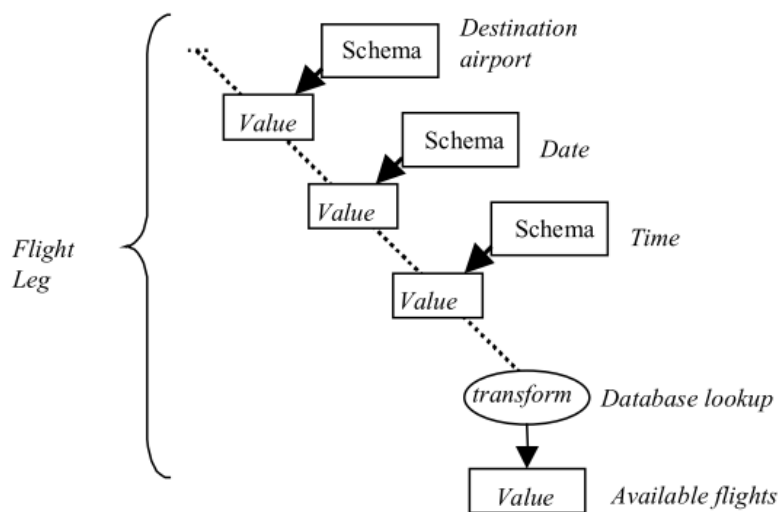 Schema
Destination
airport
Value
Schema
Date
Value
Schema
Time
Flight
Leg
Value
transform
Database lookup
Value
Available flights